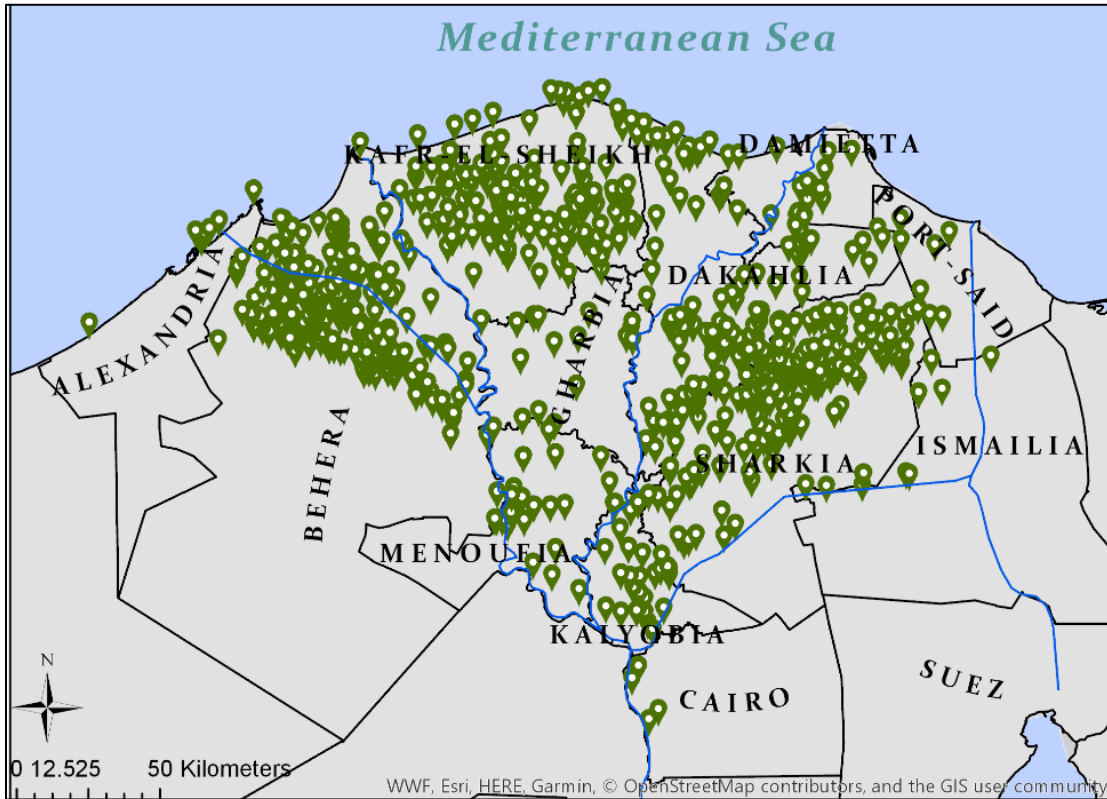 Mediterranean Sea
DAMIETTA
KAFR-EL-SHEIKH
PORT-SAID
DAKAHLIA
ALEXANDRIA
GHARBIA
BEHERA
ISMAILIA
SHARKIA
MENOUFIA
KALYOBIA
SUEZ
CAIRO
N
0 12.525 50 Kilometers
WWF, Esri, HERE, Garmin, © OpenStreetMap contributors, and the GIS user community